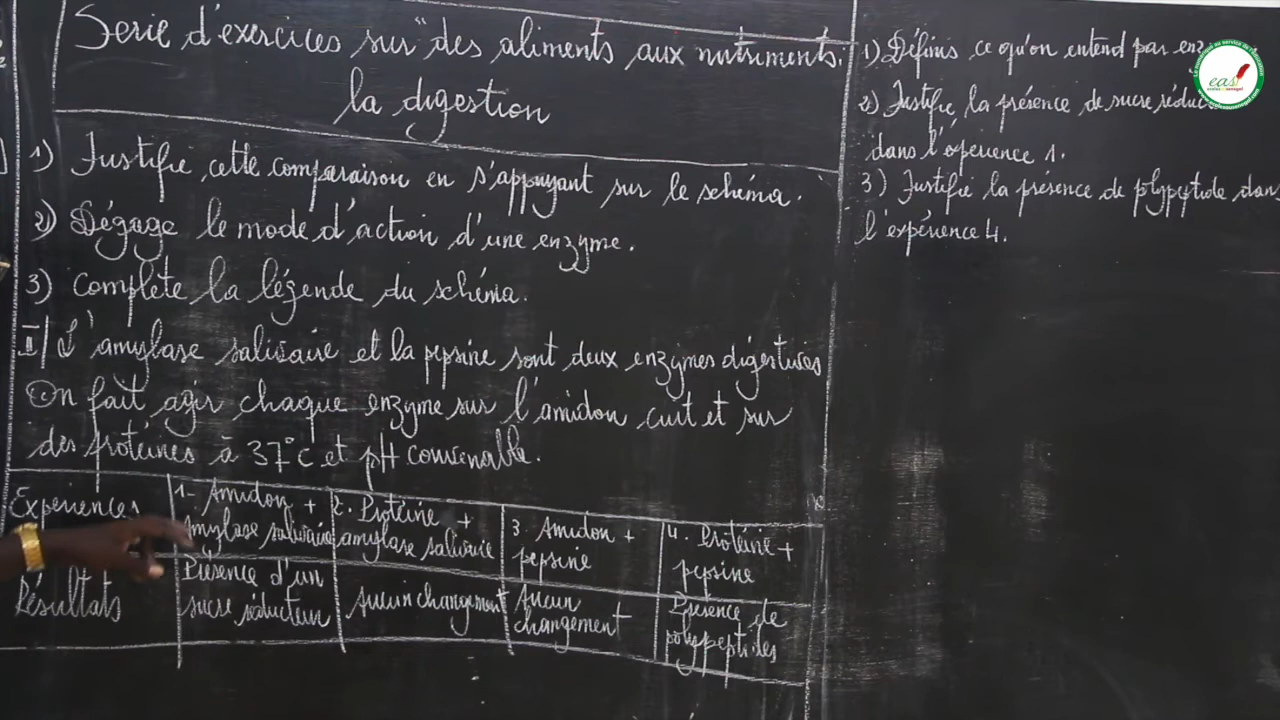 Serie d'exercices sur "des aliments aux nutriments.
la digestion
1) Justifie, cette comparaison en s'appuyant sur le schéma.
2) Dégage le mode d'action d'une enzyme.
3) Complète la légende du schéma.
II/ L'amylase salivaire et la pepsine sont deux enzymes digestives
On fait agir chaque enzyme sur l'amidon cuit et sur
des protéines à 37°C et pH convenable.
Expériences
1- Amidon +
amylase salivaire
2. Protéine +
amylase salivaire
3. Amidon +
pepsine
4. Protéine +
pepsine
Résultats
Présence d'un
sucre réducteur
Aucun changement
Aucun
changement
Présence de
polypeptides
1) Définis ce qu'on entend par
2) Justifie, la présence de sucre
dans l'expérience 1.
3) Justifie la présence de polypeptide dans
l'expérience 4.
eas